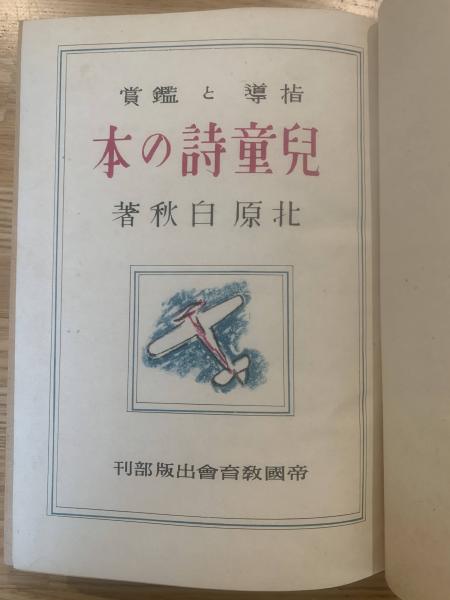 指導と鑑賞
兒童詩の本
北原白秋著
帝國敎育會出版部刊